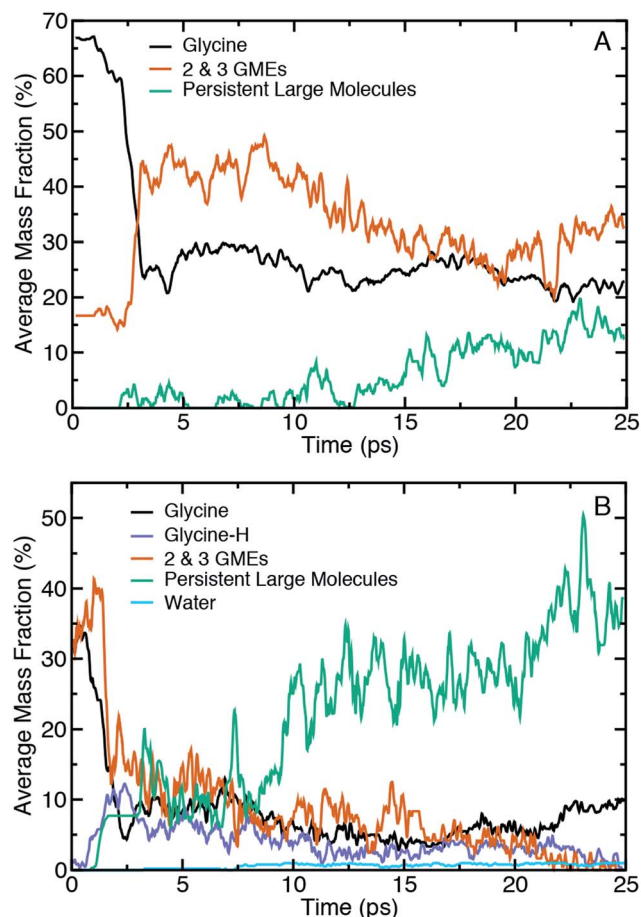 A
70
60
50
40
30
20
10
0
Average Mass Fraction (%)
Glycine
2 & 3 GMEs
Persistent Large Molecules
0 5 10 15 20 25
Time (ps)
B
50
40
30
20
10
0
Average Mass Fraction (%)
Glycine
Glycine-H
2 & 3 GMEs
Persistent Large Molecules
Water
0 5 10 15 20 25
Time (ps)